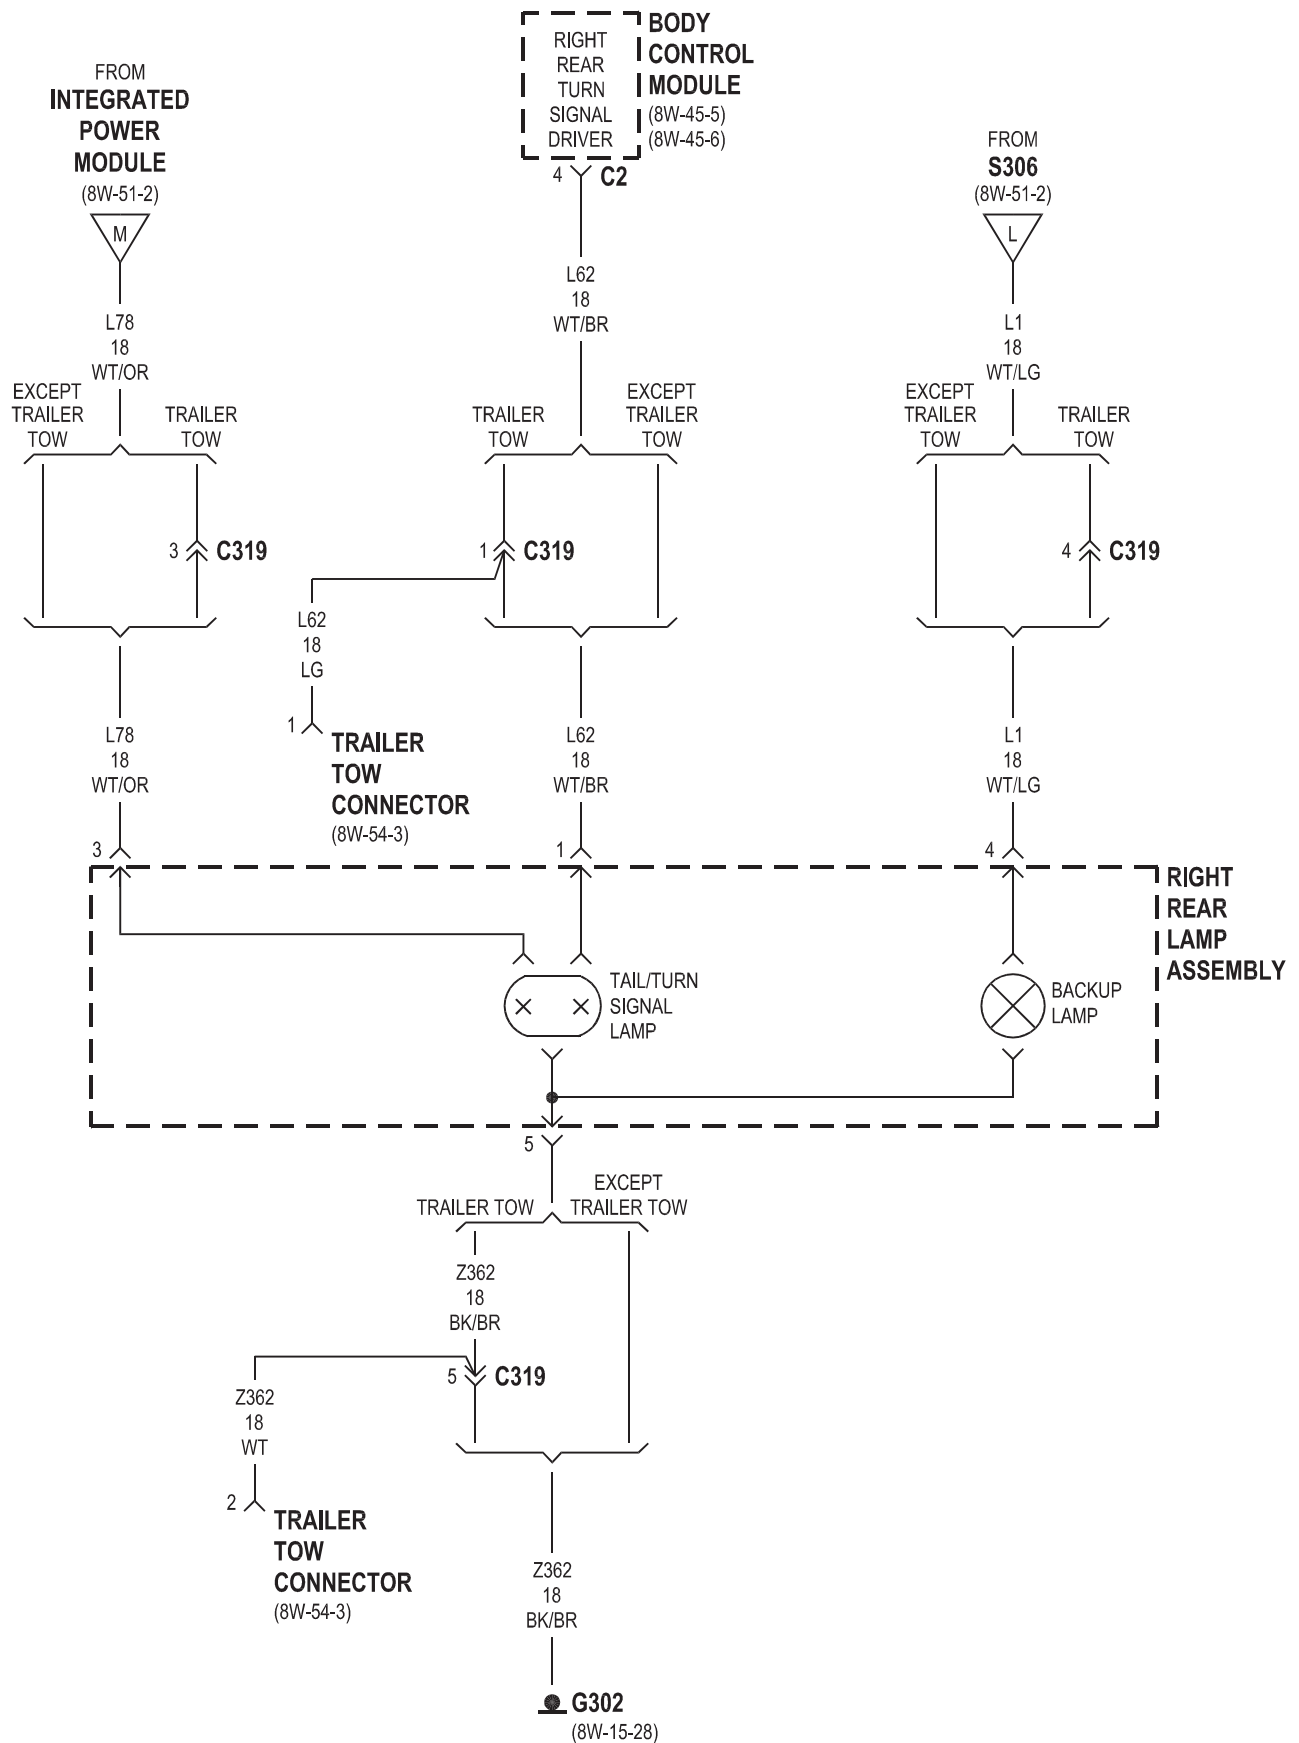 BODY
CONTROL
MODULE
(8W-45-5)
(8W-45-6)
RIGHT
REAR
TURN
SIGNAL
DRIVER
4
C2
FROM
INTEGRATED
POWER
MODULE
(8W-51-2)
M
FROM
S306
(8W-51-2)
L
L78
18
WT/OR
L62
18
WT/BR
L1
18
WT/LG
EXCEPT
TRAILER
TOW
TRAILER
TOW
TRAILER
TOW
EXCEPT
TRAILER
TOW
EXCEPT
TRAILER
TOW
TRAILER
TOW
3
C319
1
C319
4
C319
L62
18
LG
1
TRAILER
TOW
CONNECTOR
(8W-54-3)
L78
18
WT/OR
L62
18
WT/BR
L1
18
WT/LG
3
1
4
RIGHT
REAR
LAMP
ASSEMBLY
TAIL/TURN
SIGNAL
LAMP
BACKUP
LAMP
5
TRAILER TOW
EXCEPT
TRAILER TOW
Z362
18
BK/BR
5
C319
Z362
18
WT
2
TRAILER
TOW
CONNECTOR
(8W-54-3)
Z362
18
BK/BR
G302
(8W-15-28)